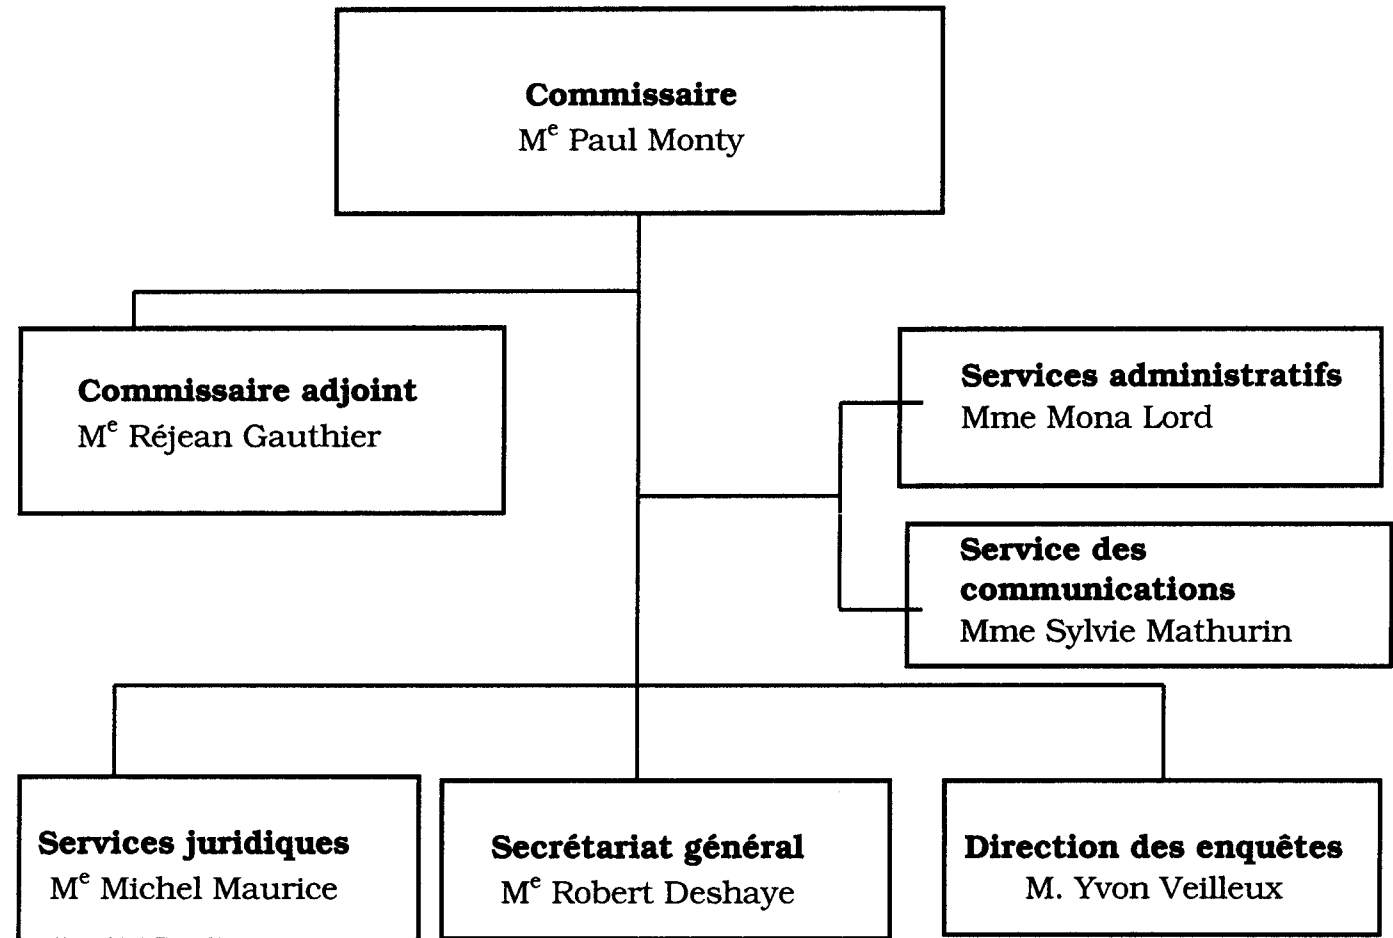 Commissaire
Mᵉ Paul Monty
Commissaire adjoint
Mᵉ Réjean Gauthier
Services administratifs
Mme Mona Lord
Service des
communications
Mme Sylvie Mathurin
Services juridiques
Mᵉ Michel Maurice
Secrétariat général
Mᵉ Robert Deshaye
Direction des enquêtes
M. Yvon Veilleux